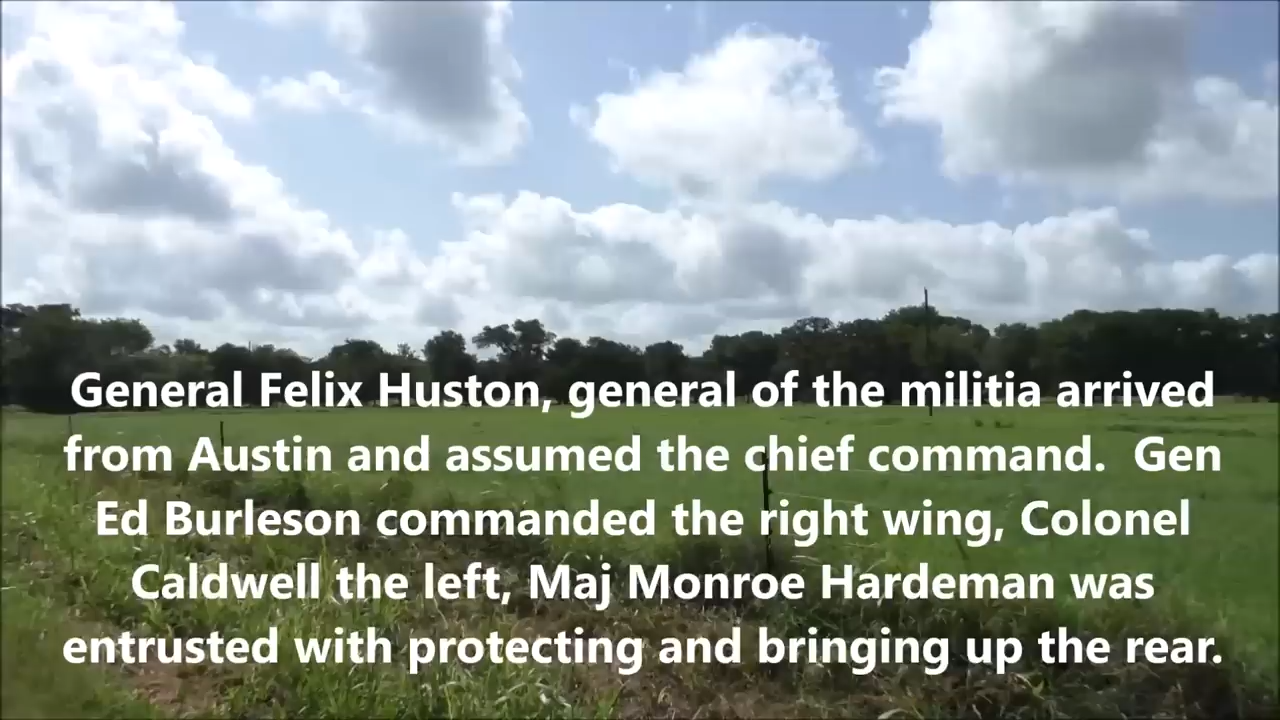 General Felix Huston, general of the militia arrived
from Austin and assumed the chief command.  Gen
Ed Burleson commanded the right wing, Colonel
Caldwell the left, Maj Monroe Hardeman was
entrusted with protecting and bringing up the rear.